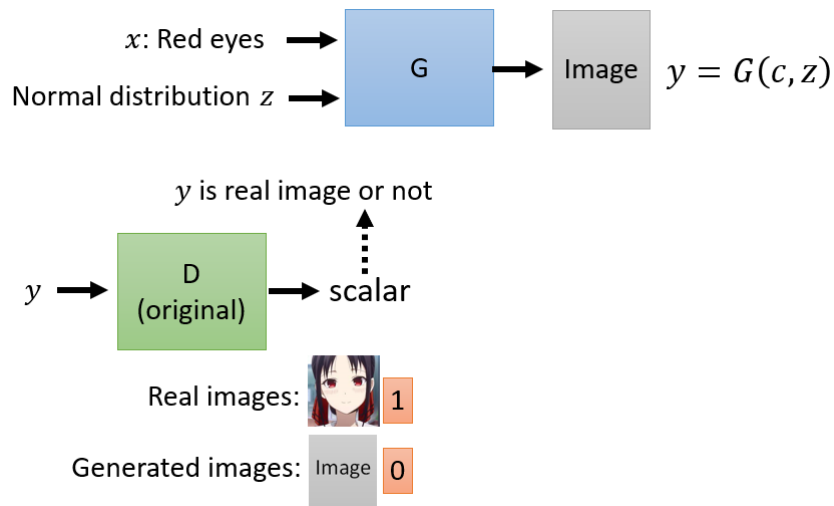 x: Red eyes
Normal distribution z
G
Image
y = G(c, z)
y is real image or not
y
D
(original)
scalar
Real images:
1
Generated images:
Image
0